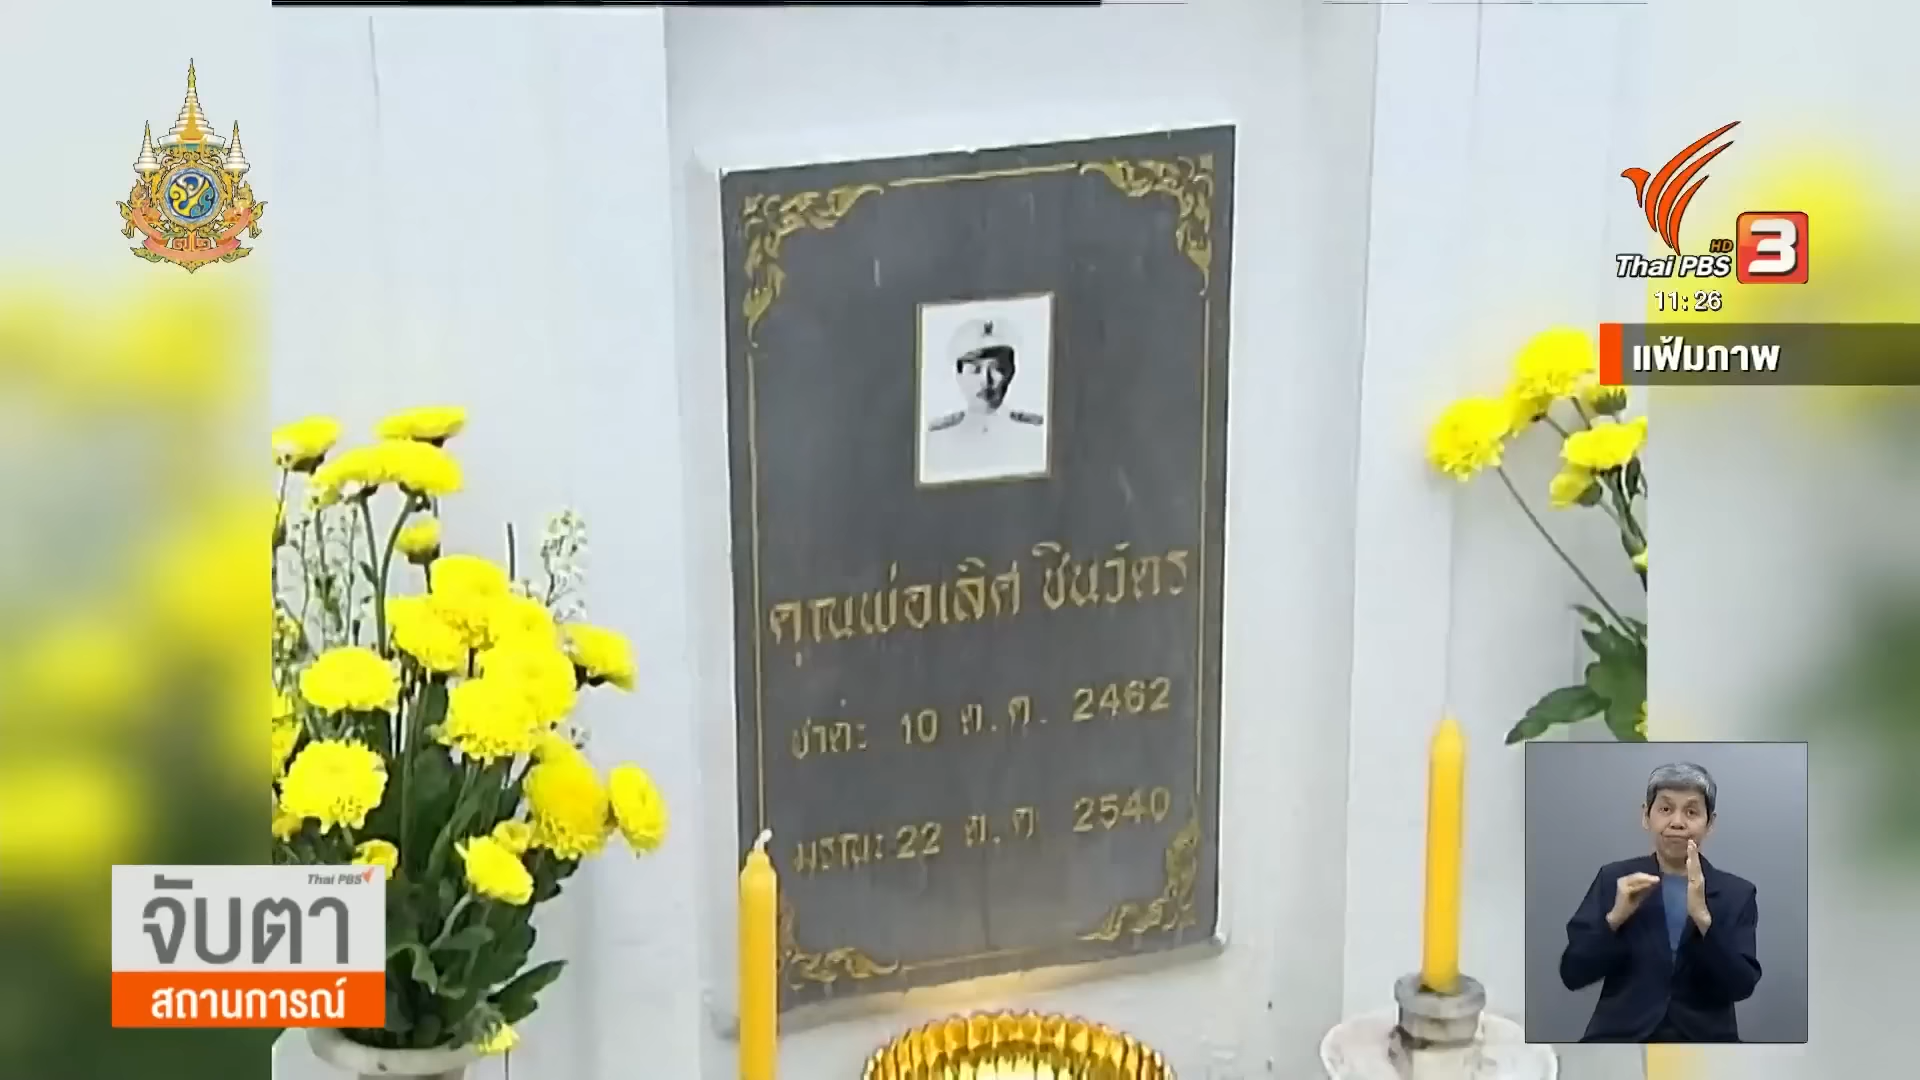 ๗๒
HD
Thai PBS 3
11:26
แฟ้มภาพ
คุณพ่อเลิศ ชินวัตร
ชาตะ 10 ต.ค. 2462
มรณะ 22 ต.ค 2540
Thai PBS
จับตา
สถานการณ์